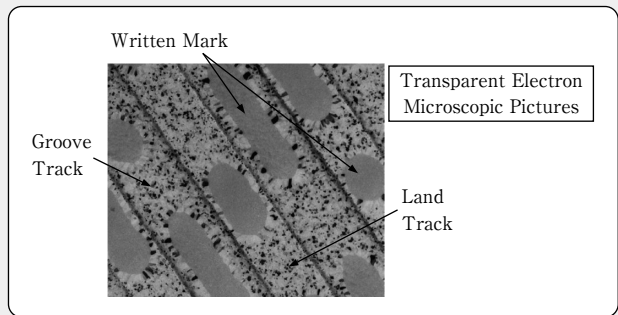 Written Mark
Transparent Electron
Microscopic Pictures
Groove
Track
Land
Track